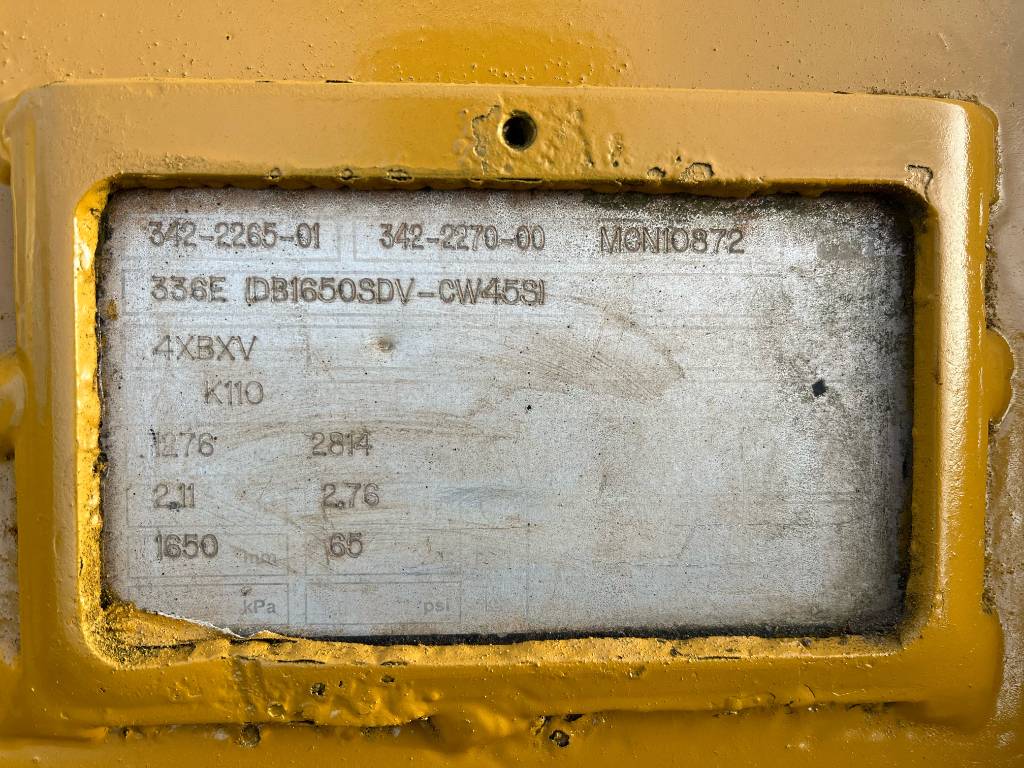 342-2265-01 342-2270-00 MGN10872
336E (DB1650SDV-CW45S)
4XBXV
K110
1276 2814
2.11 2.76
1650 mm 65
kPa psi